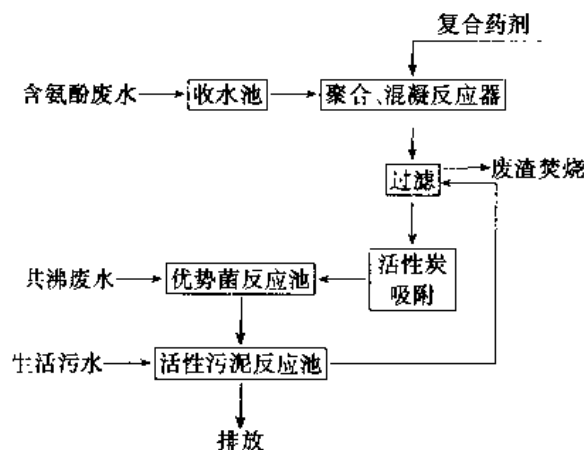 复合药剂
含氨酚废水
收水池
聚合、混凝反应器
过滤
废渣焚烧
共沸废水
优势菌反应池
活性炭
吸附
生活污水
活性污泥反应池
排放